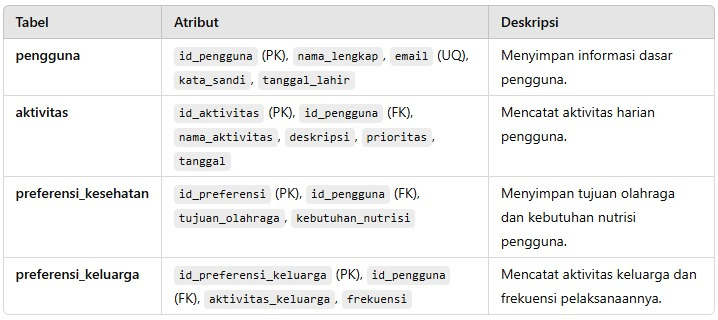 Tabel Atribut Deskripsi
pengguna id_pengguna (PK), nama_lengkap, email (UQ), Menyimpan informasi dasar
kata_sandi, tanggal_lahir pengguna.
aktivitas id_aktivitas (PK), id_pengguna (FK), Mencatat aktivitas harian
nama_aktivitas, deskripsi, prioritas, pengguna.
tanggal
preferensi_kesehatan id_preferensi (PK), id_pengguna (FK), Menyimpan tujuan olahraga
tujuan_olahraga, kebutuhan_nutrisi dan kebutuhan nutrisi
pengguna.
preferensi_keluarga id_preferensi_keluarga (PK), id_pengguna Mencatat aktivitas keluarga dan
(FK), aktivitas_keluarga, frekuensi frekuensi pelaksanaannya.